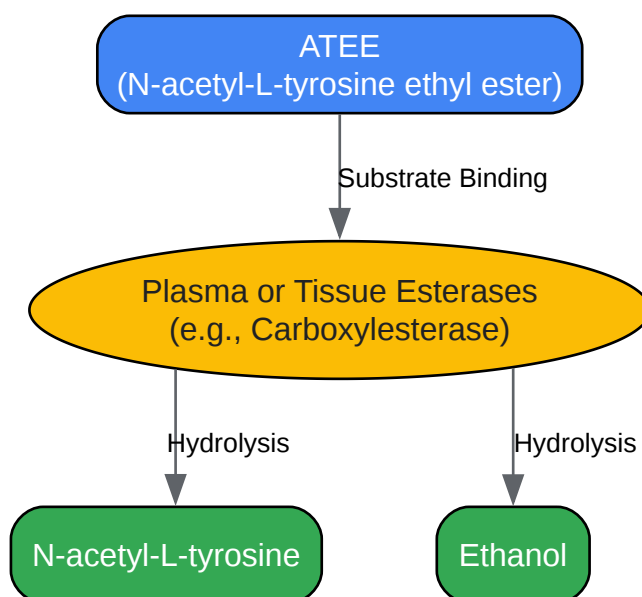 ATEE
(N-acetyl-L-tyrosine ethyl ester)
Substrate Binding
Plasma or Tissue Esterases
(e.g., Carboxylesterase)
Hydrolysis
Hydrolysis
N-acetyl-L-tyrosine
Ethanol